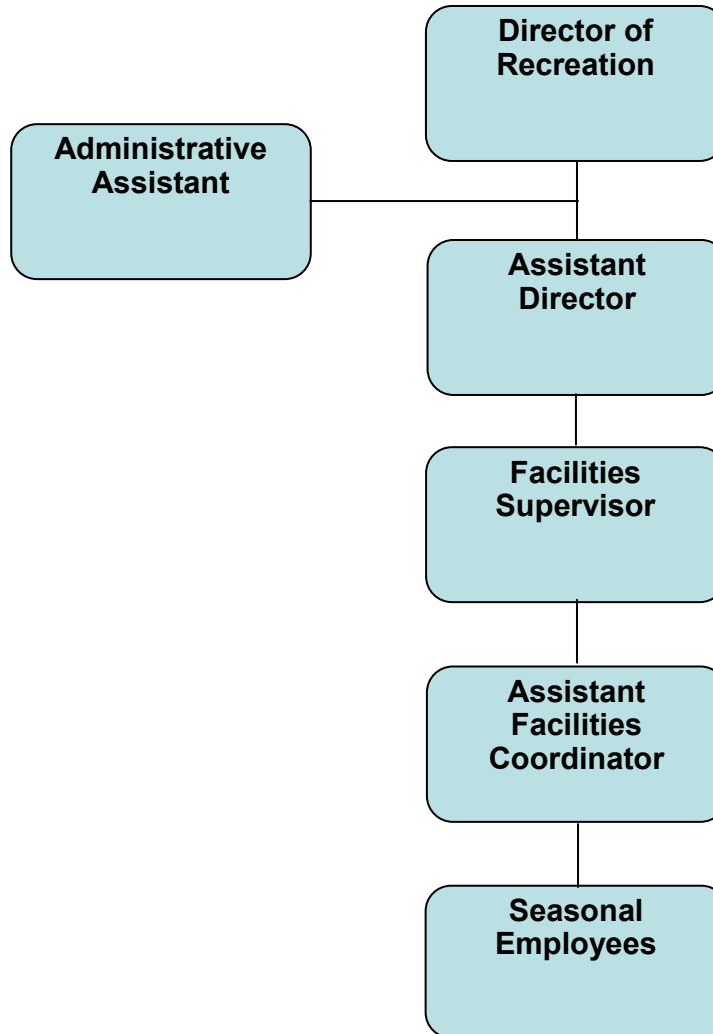 Director of
Recreation
Administrative
Assistant
Assistant
Director
Facilities
Supervisor
Assistant
Facilities
Coordinator
Seasonal
Employees